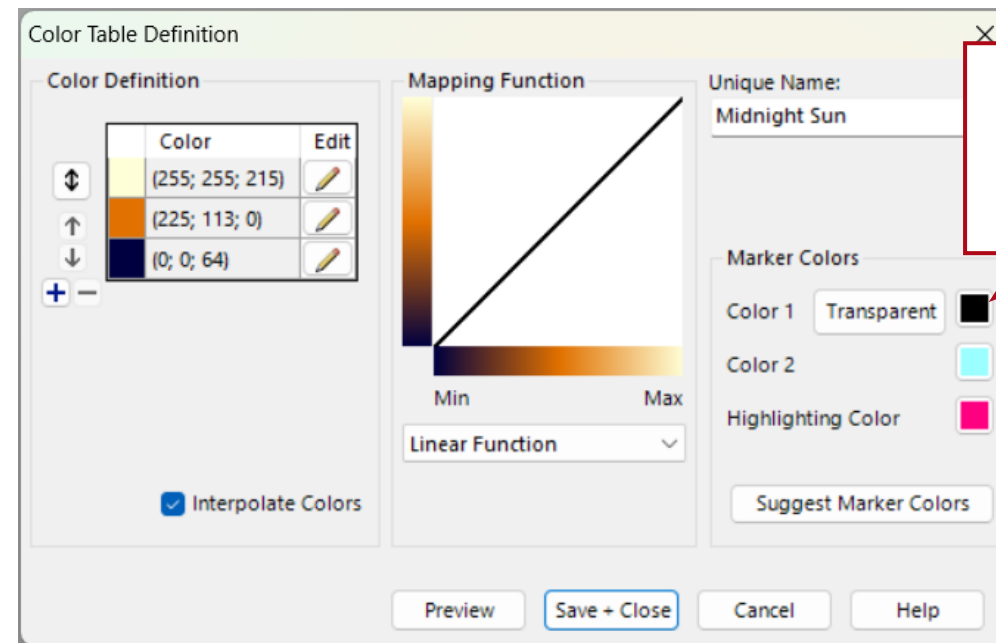 Color Table Definition
Color Definition
Color Edit
(255; 255; 215)
(225; 113; 0)
(0; 0; 64)
Interpolate Colors
Mapping Function
Min Max
Linear Function
Unique Name:
Midnight Sun
Marker Colors
Color 1 Transparent
Color 2
Highlighting Color
Suggest Marker Colors
Preview Save + Close Cancel Help